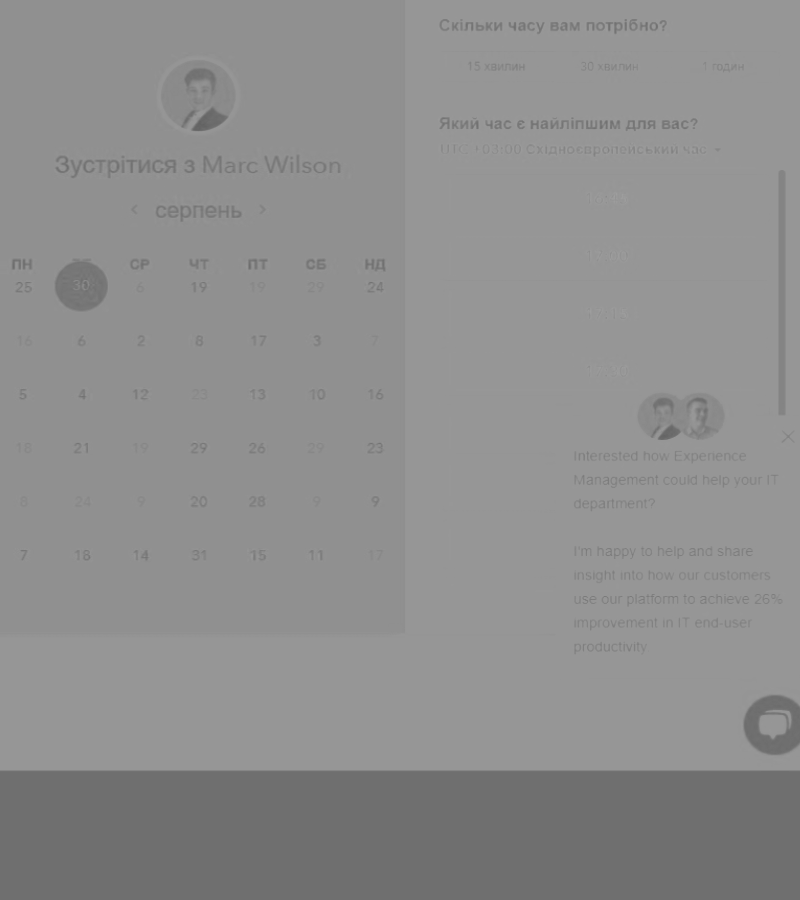 Зустрітися з Marc Wilson
серпень
ПН СР ЧТ ПТ СБ НД
25 30 6 19 19 29 24
16 6 2 8 17 3 7
5 4 12 23 13 10 16
18 21 19 29 26 29 23
8 24 9 20 28 9 9
7 18 14 31 15 11 17
Скільки часу вам потрібно?
15 хвилин 30 хвилин 1 годин
Який час є найліпшим для вас?
UTC +03:00 Східноєвропейський час
Interested how Experience
Management could help your IT
department?
I'm happy to help and share
insight into how our customers
use our platform to achieve 26%
improvement in IT end-user
productivity